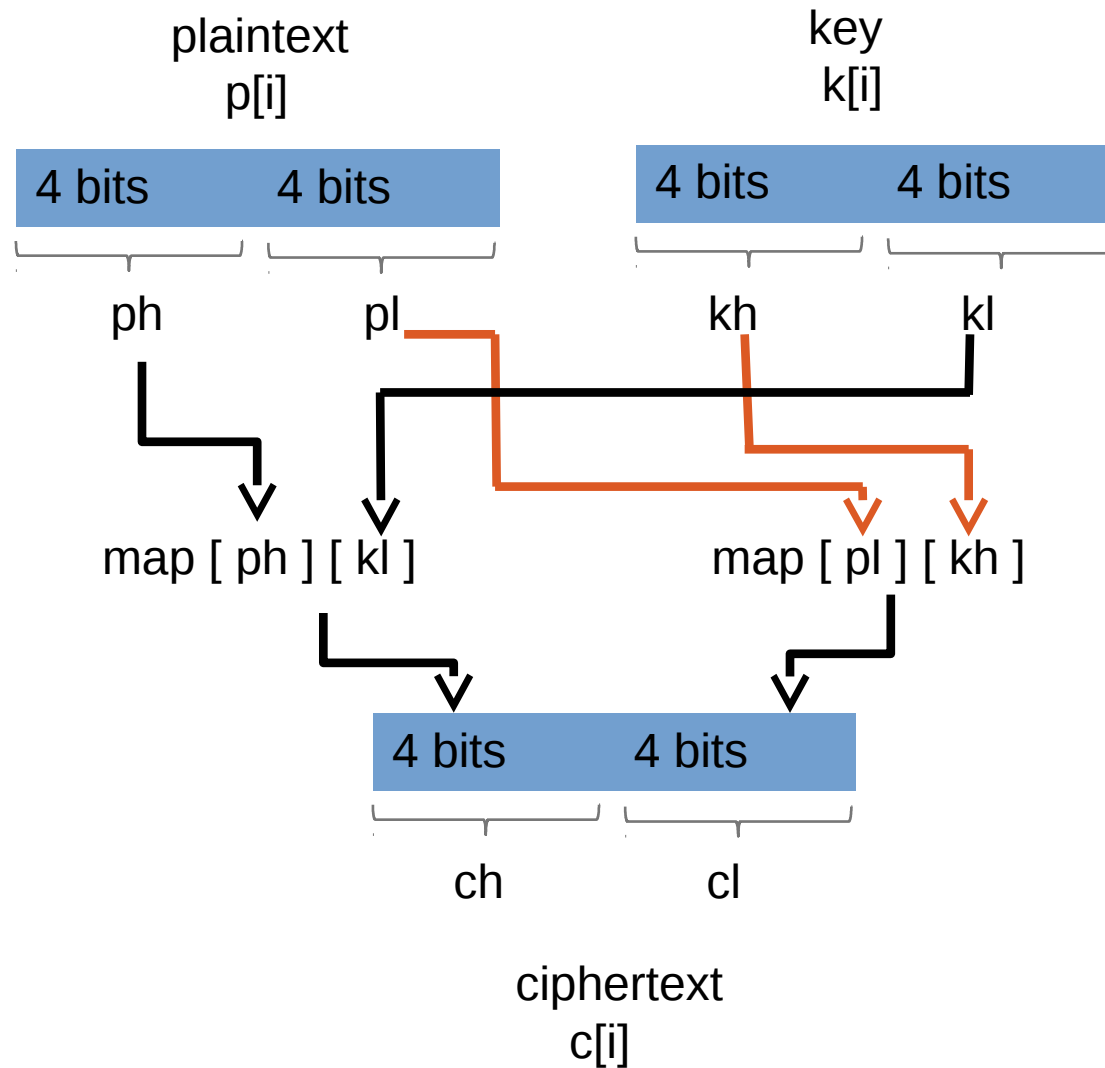 plaintext
p[i]
key
k[i]
4 bits 4 bits
4 bits 4 bits
ph pl kh kl
map [ ph ] [ kl ]
map [ pl ] [ kh ]
4 bits 4 bits
ch cl
ciphertext
c[i]